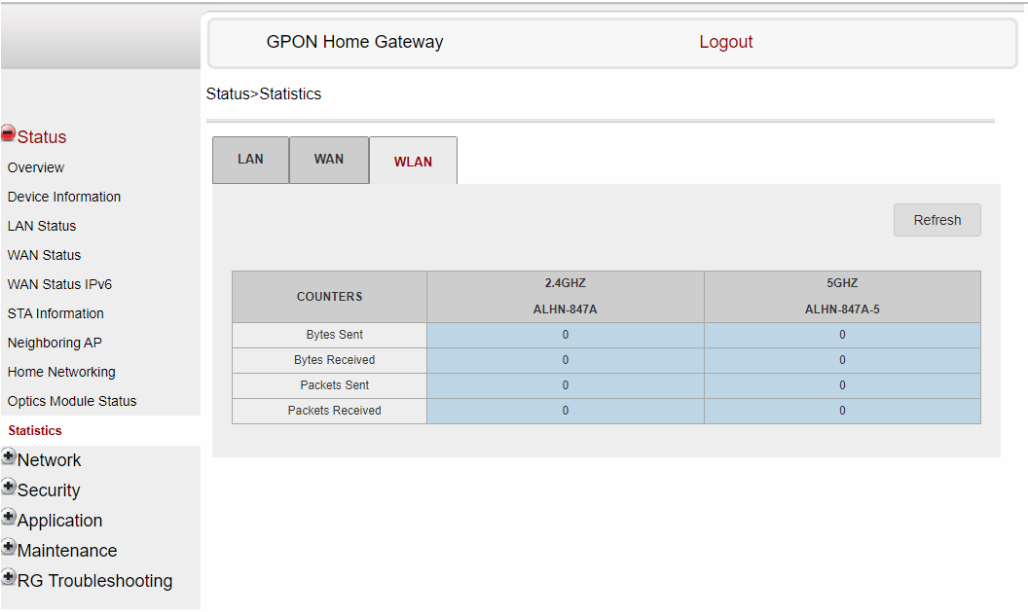 GPON Home Gateway Logout
Status>Statistics
Status
Overview
Device Information
LAN Status
WAN Status
WAN Status IPv6
STA Information
Neighboring AP
Home Networking
Optics Module Status
Statistics
Network
Security
Application
Maintenance
RG Troubleshooting
LAN WAN WLAN
Refresh
COUNTERS 2.4GHZ 5GHZ
ALHN-847A ALHN-847A-5
Bytes Sent 0 0
Bytes Received 0 0
Packets Sent 0 0
Packets Received 0 0